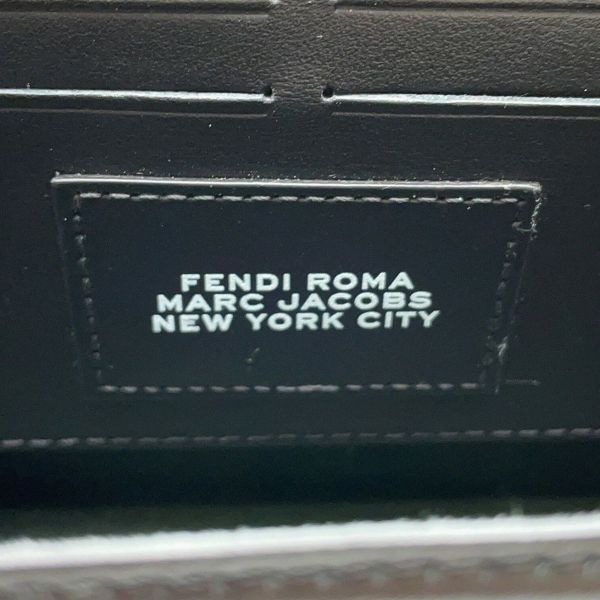 FENDI ROMA
MARC JACOBS
NEW YORK CITY